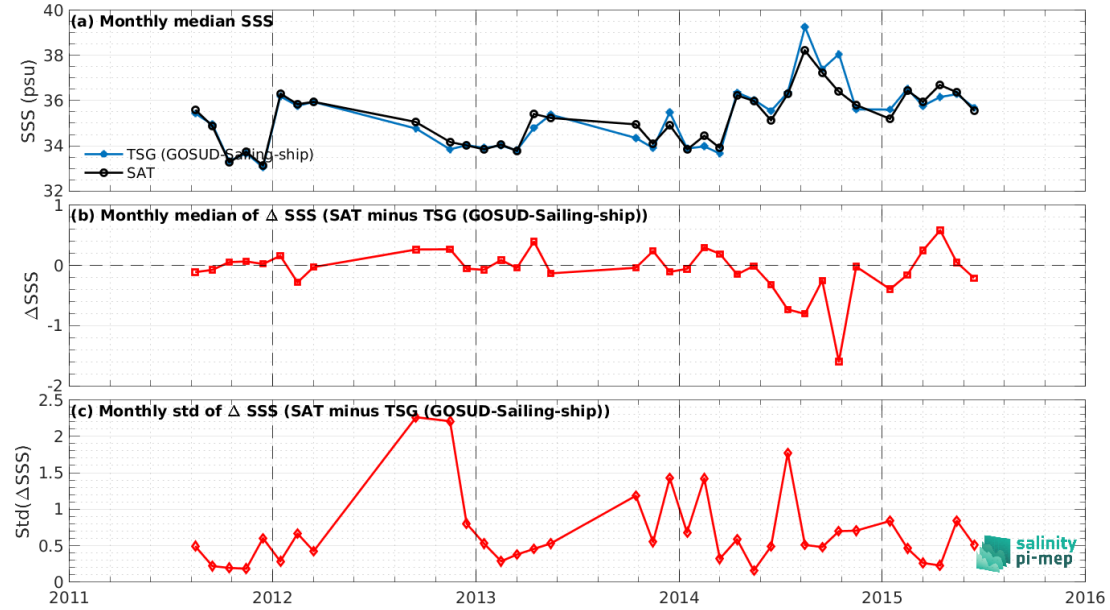 (a) Monthly median SSS
40
38
36
34
32
SSS (psu)
TSG (GOSUD-Sailing-ship)
SAT
(b) Monthly median of Δ SSS (SAT minus TSG (GOSUD-Sailing-ship))
1
0
-1
-2
ΔSSS
(c) Monthly std of Δ SSS (SAT minus TSG (GOSUD-Sailing-ship))
2.5
2
1.5
1
0.5
0
Std(ΔSSS)
salinity
pi-mep
2011 2012 2013 2014 2015 2016